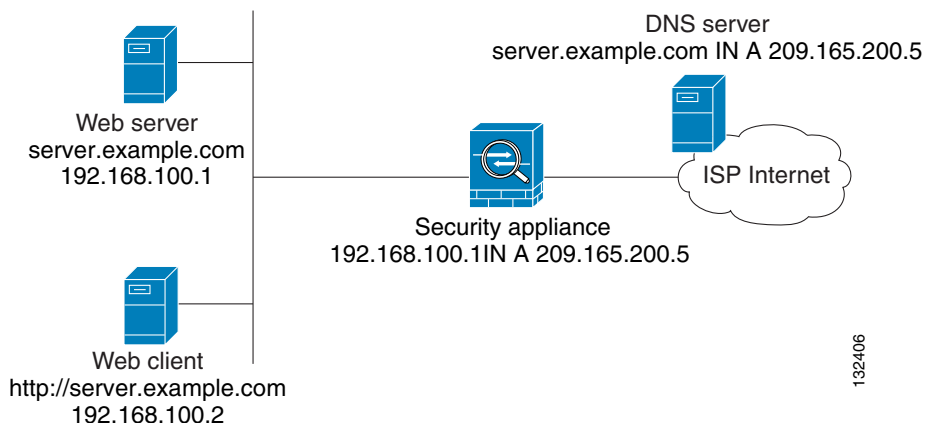 DNS server
server.example.com IN A 209.165.200.5
Web server
server.example.com
192.168.100.1
ISP Internet
Security appliance
192.168.100.1IN A 209.165.200.5
Web client
http://server.example.com
192.168.100.2
132406